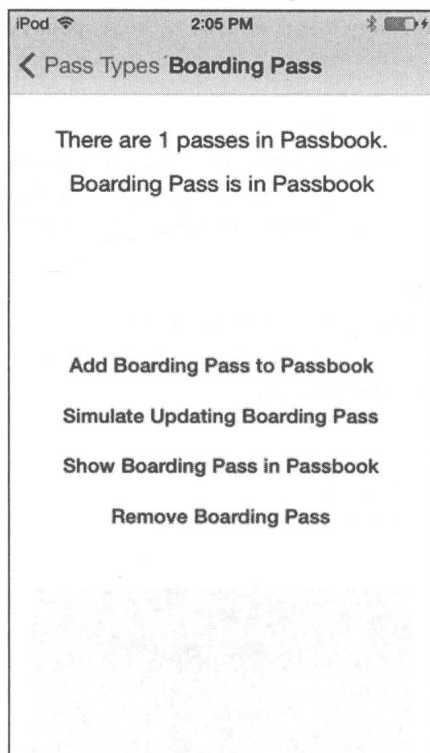 iPod 2:05 PM
Pass Types Boarding Pass
There are 1 passes in Passbook.
Boarding Pass is in Passbook
Add Boarding Pass to Passbook
Simulate Updating Boarding Pass
Show Boarding Pass in Passbook
Remove Boarding Pass